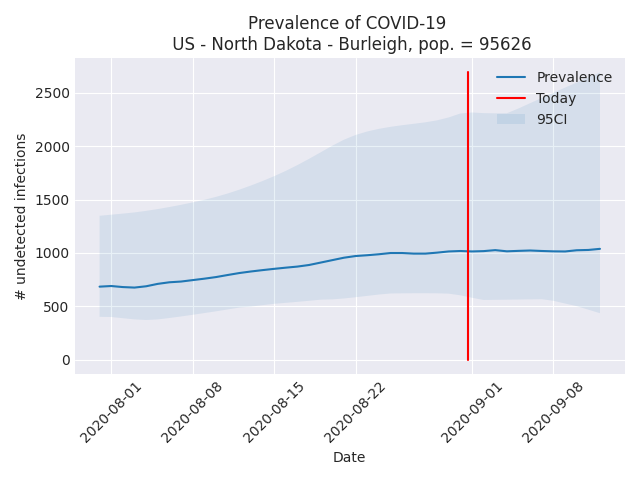 Prevalence of COVID-19
US - North Dakota - Burleigh, pop. = 95626
Prevalence
Today
95CI
2500
2000
1500
1000
500
0
# undetected infections
2020-08-01
2020-08-08
2020-08-15
2020-08-22
2020-09-01
2020-09-08
Date